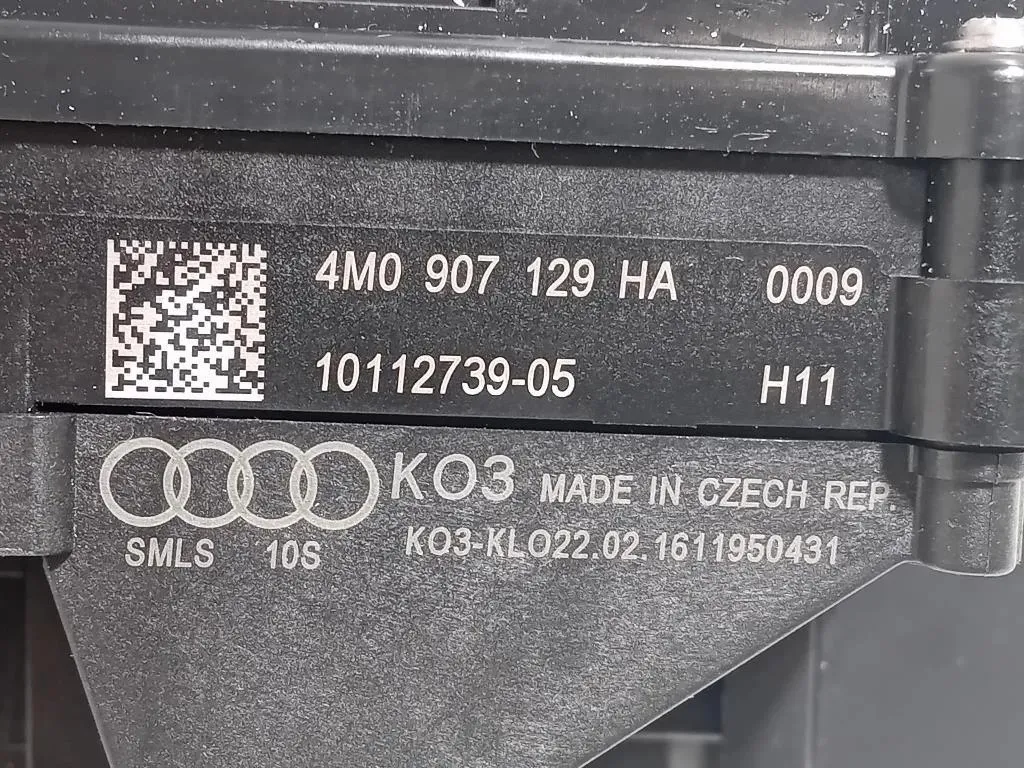 4M0 907 129 HA 0009
10112739-05 H11
KO3 MADE IN CZECH REP.
SMLS 10S KO3-KLO22.02.1611950431